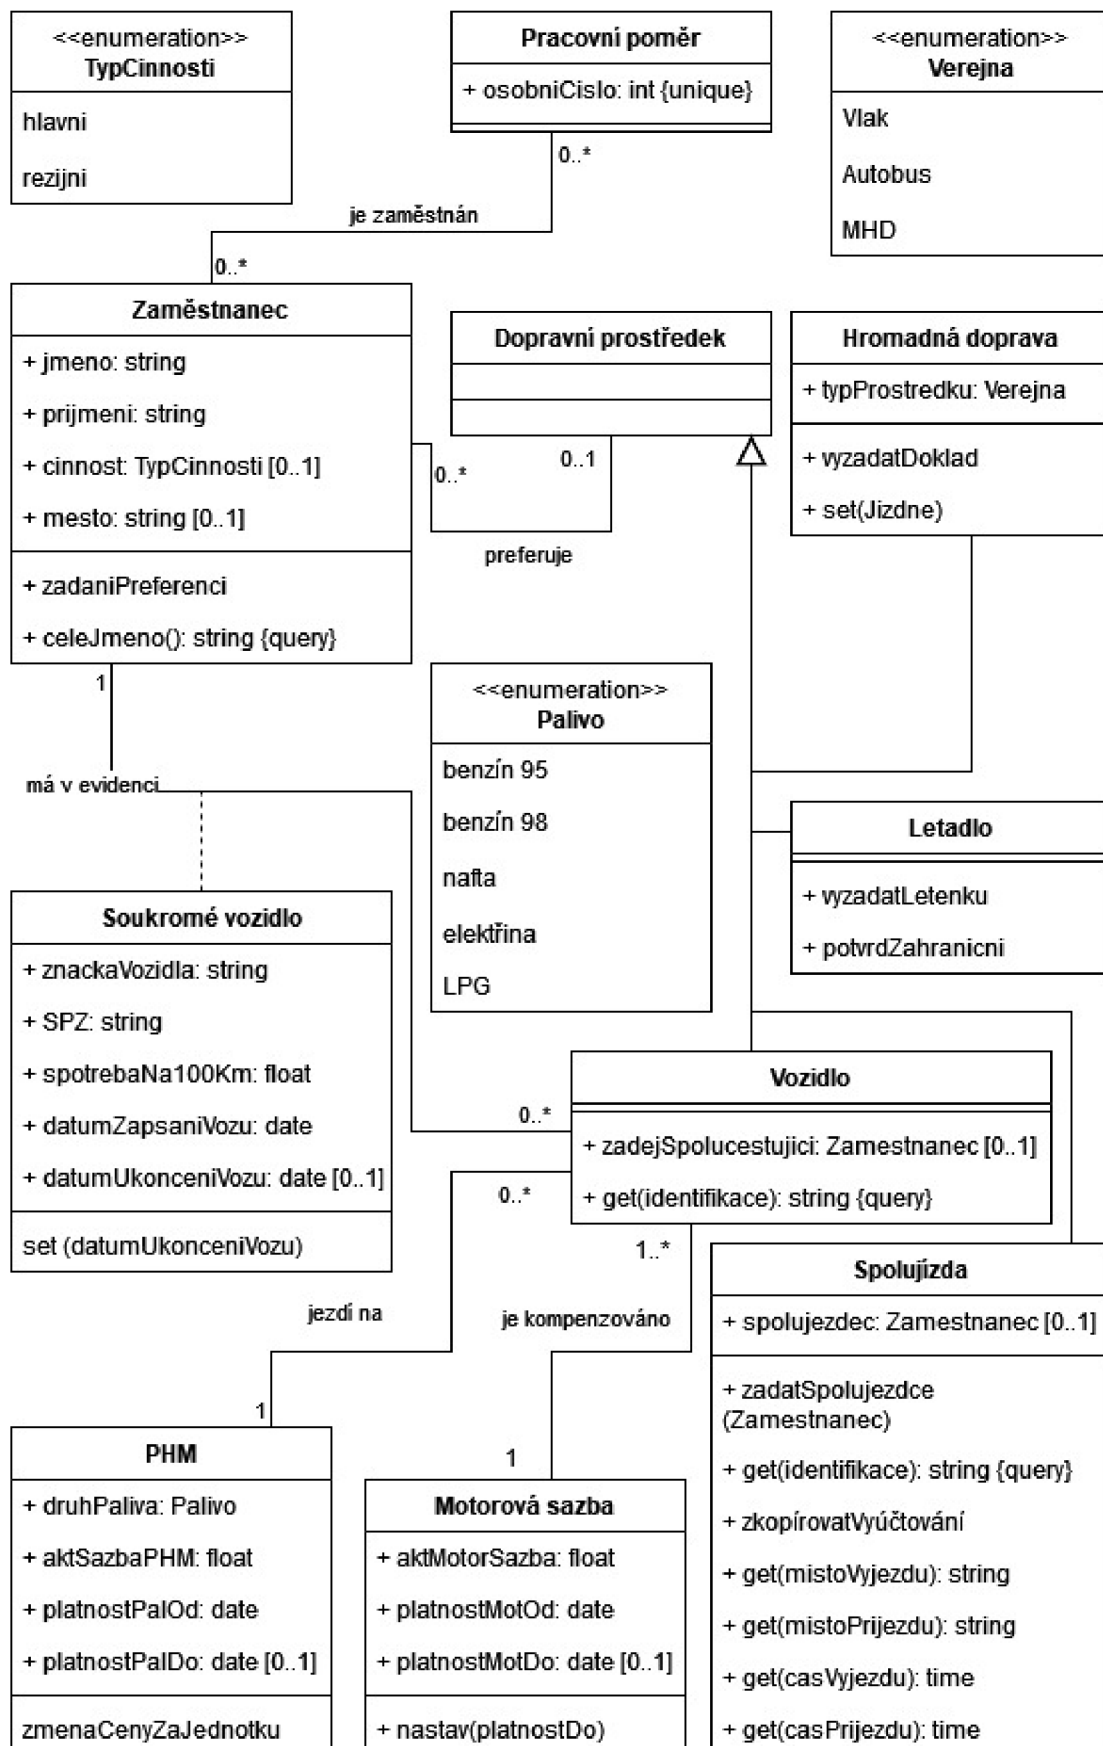 <<enumeration>>
TypCinnosti
hlavni
rezijni
Pracovní poměr
+ osobniCislo: int {unique}
<<enumeration>>
Verejna
Vlak
Autobus
MHD
0..*
je zaměstnán
0..*
Zaměstnanec
+ jmeno: string
+ prijmeni: string
+ cinnost: TypCinnosti [0..1]
+ mesto: string [0..1]
+ zadaniPreferenci
+ celeJmeno(): string {query}
Dopravní prostředek
0..*
0..1
preferuje
Hromadná doprava
+ typProstredku: Verejna
+ vyzadatDoklad
+ set(Jizdne)
1
má v evidenci
<<enumeration>>
Palivo
benzín 95
benzín 98
nafta
elektřina
LPG
Letadlo
+ vyzadatLetenku
+ potvrdZahranicni
Soukromé vozidlo
+ znackaVozidla: string
+ SPZ: string
+ spotrebaNa100Km: float
+ datumZapsaniVozu: date
+ datumUkonceniVozu: date [0..1]
set (datumUkonceniVozu)
0..*
Vozidlo
+ zadejSpolucestujici: Zamestnanec [0..1]
+ get(identifikace): string {query}
0..*
1..*
jezdí na
je kompenzováno
1
1
PHM
+ druhPaliva: Palivo
+ aktSazbaPHM: float
+ platnostPalOd: date
+ platnostPalDo: date [0..1]
zmenaCenyZaJednotku
Motorová sazba
+ aktMotorSazba: float
+ platnostMotOd: date
+ platnostMotDo: date [0..1]
+ nastav(platnostDo)
Spolujízda
+ spolujezdec: Zamestnanec [0..1]
+ zadatSpolujezdce
(Zamestnanec)
+ get(identifikace): string {query}
+ zkopírovatVyúčtování
+ get(mistoVyjezdu): string
+ get(mistoPrijezdu): string
+ get(casVyjezdu): time
+ get(casPrijezdu): time